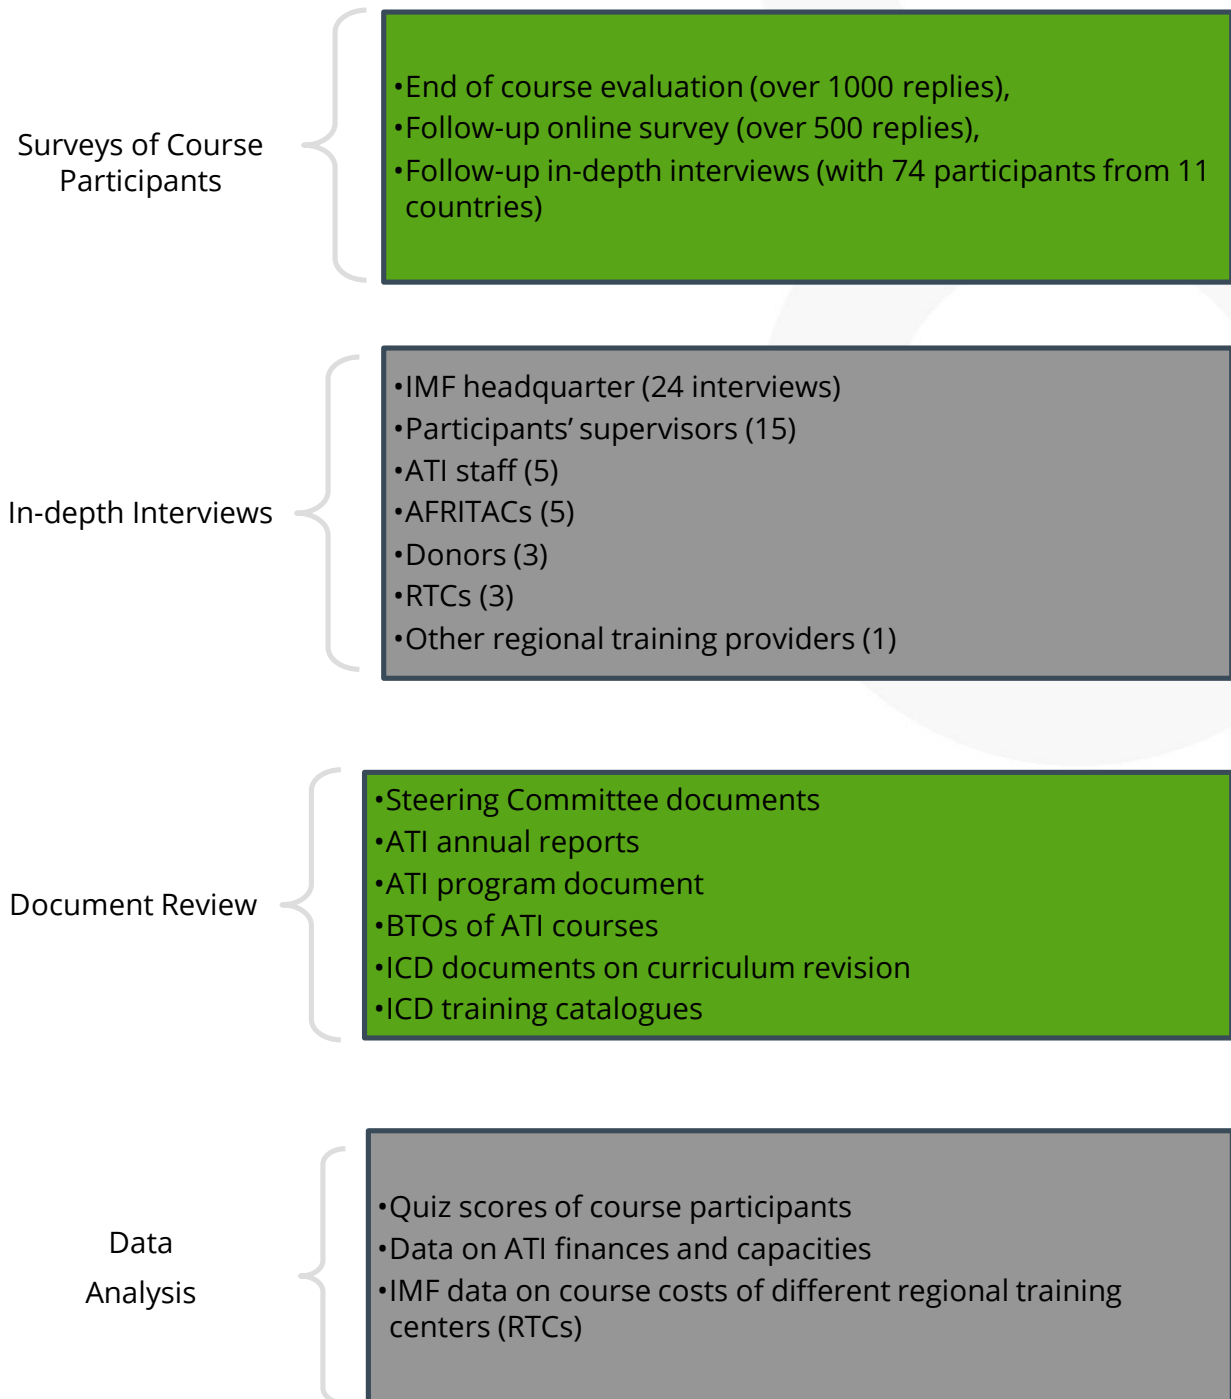 Surveys of Course
Participants
•End of course evaluation (over 1000 replies),
•Follow-up online survey (over 500 replies),
•Follow-up in-depth interviews (with 74 participants from 11
countries)
In-depth Interviews
•IMF headquarter (24 interviews)
•Participants’ supervisors (15)
•ATI staff (5)
•AFRITACs (5)
•Donors (3)
•RTCs (3)
•Other regional training providers (1)
Document Review
•Steering Committee documents
•ATI annual reports
•ATI program document
•BTOs of ATI courses
•ICD documents on curriculum revision
•ICD training catalogues
Data
Analysis
•Quiz scores of course participants
•Data on ATI finances and capacities
•IMF data on course costs of different regional training
centers (RTCs)